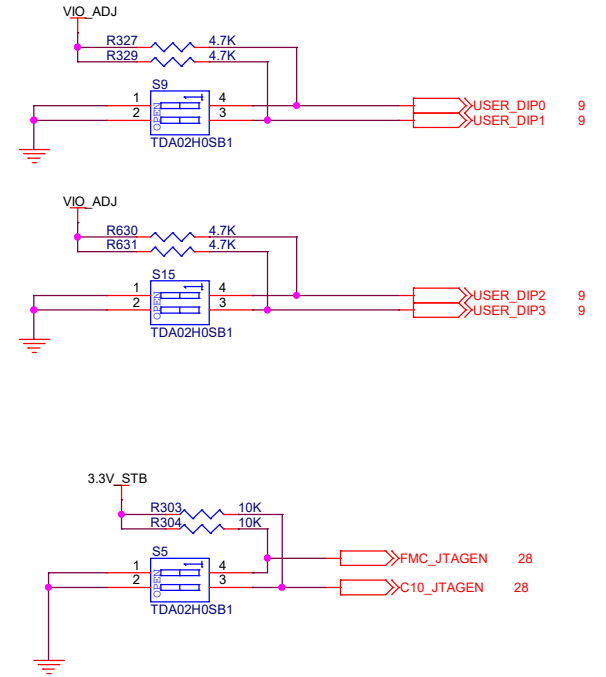 VIO_ADJ
R327 4.7K
R329 4.7K
S9
1 4
2 3
OPEN
TDA02H0SB1
USER_DIP0 9
USER_DIP1 9
VIO_ADJ
R630 4.7K
R631 4.7K
S15
1 4
2 3
OPEN
TDA02H0SB1
USER_DIP2 9
USER_DIP3 9
3.3V_STB
R303 10K
R304 10K
S5
1 4
2 3
OPEN
TDA02H0SB1
FMC_JTAGEN 28
C10_JTAGEN 28